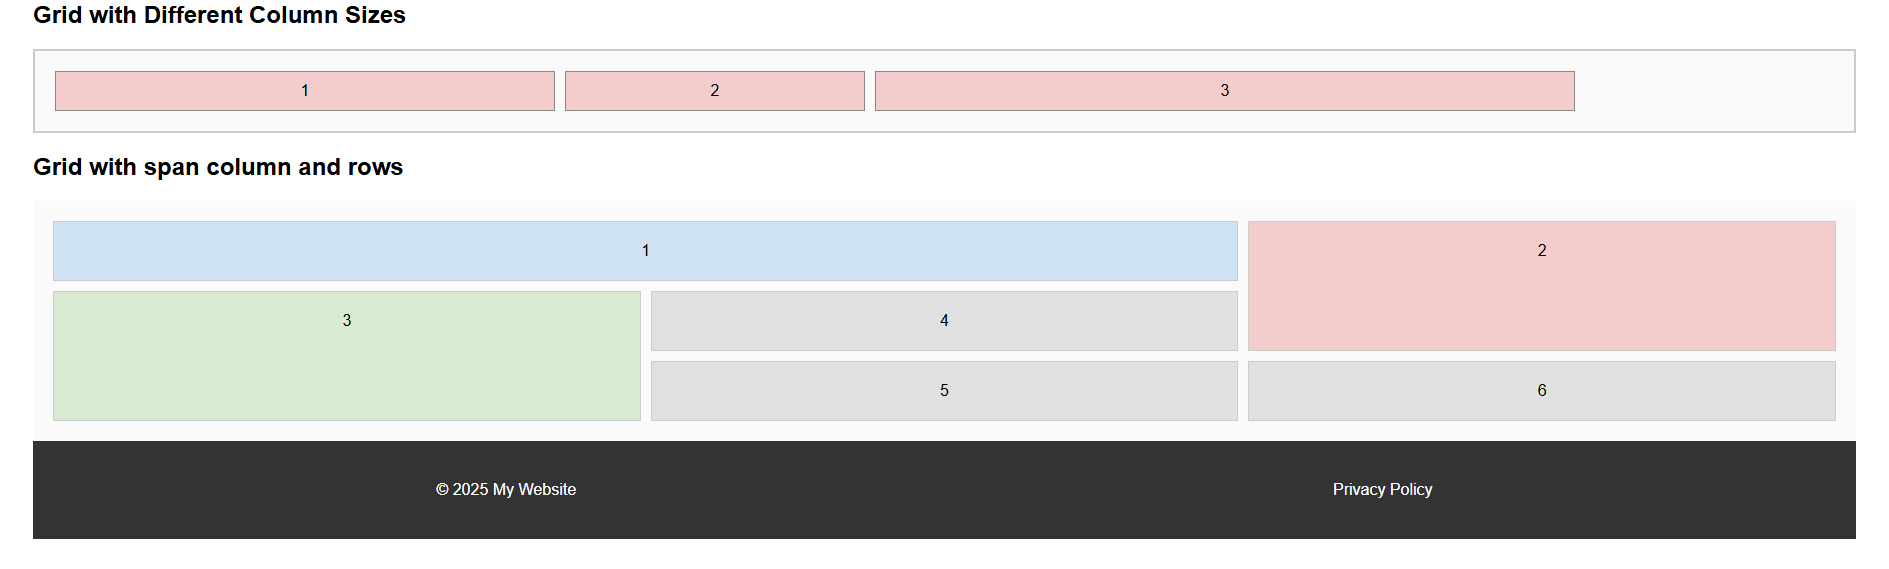 Grid with Different Column Sizes
1 2 3
Grid with span column and rows
1 2
3 4
5 6
© 2025 My Website Privacy Policy